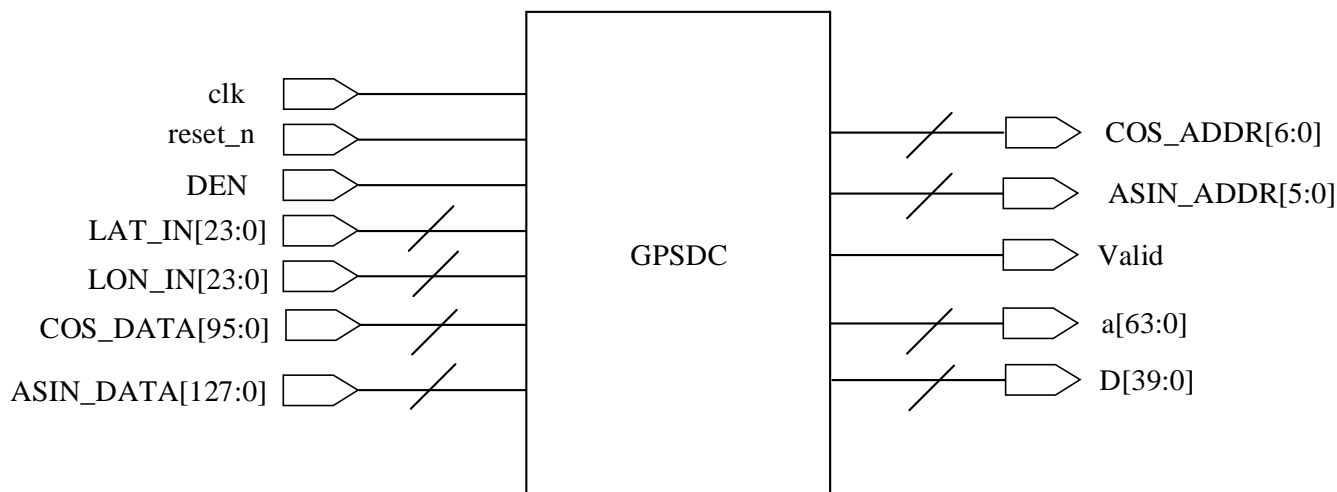 clk
reset_n
DEN
LAT_IN[23:0]
LON_IN[23:0]
COS_DATA[95:0]
ASIN_DATA[127:0]
GPSDC
COS_ADDR[6:0]
ASIN_ADDR[5:0]
Valid
a[63:0]
D[39:0]